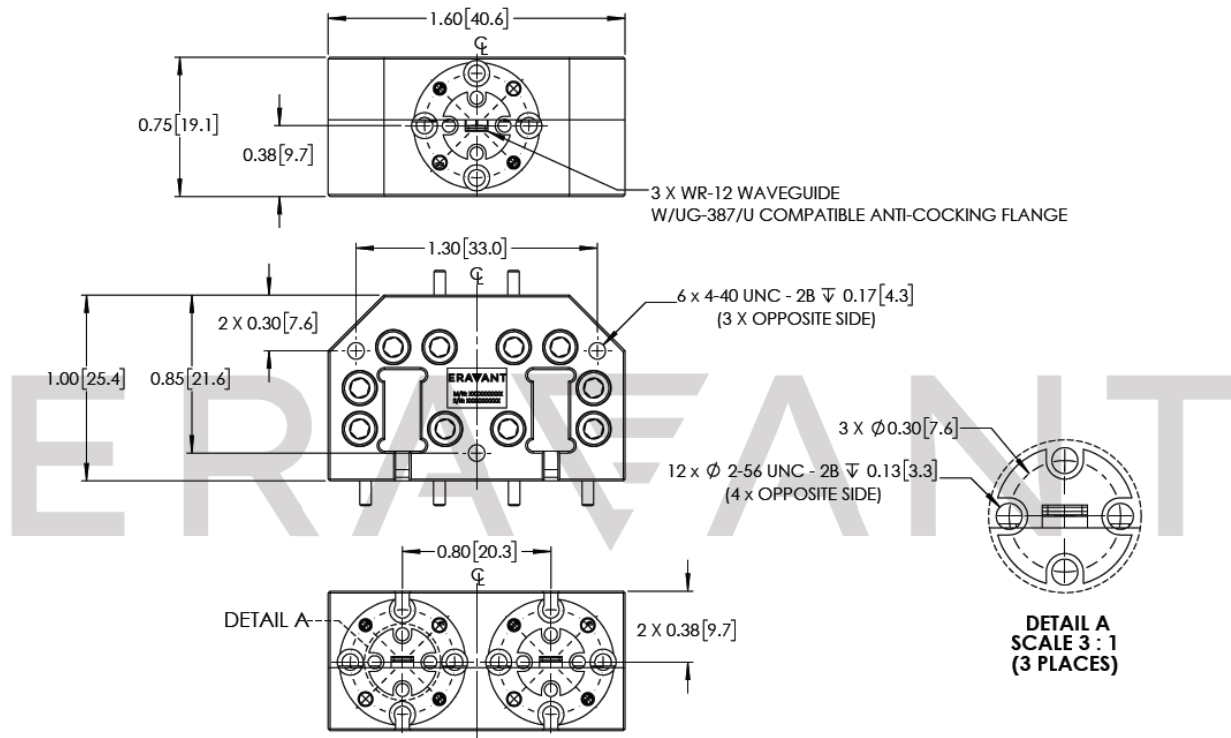 1.60[40.6]
℄
0.75[19.1]
0.38[9.7]
3 X WR-12 WAVEGUIDE
W/UG-387/U COMPATIBLE ANTI-COCKING FLANGE
1.30[33.0]
℄
6 x 4-40 UNC - 2B ↧ 0.17[4.3]
(3 X OPPOSITE SIDE)
2 X 0.30[7.6]
1.00[25.4]
0.85[21.6]
ERAVANT
M/N: XXXXXXXXXX
S/N: XXXXXXXXXX
ERAVANT
3 X Ø0.30[7.6]
12 x Ø 2-56 UNC - 2B ↧ 0.13[3.3]
(4 x OPPOSITE SIDE)
0.80[20.3]
℄
DETAIL A
2 X 0.38[9.7]
DETAIL A
SCALE 3 : 1
(3 PLACES)